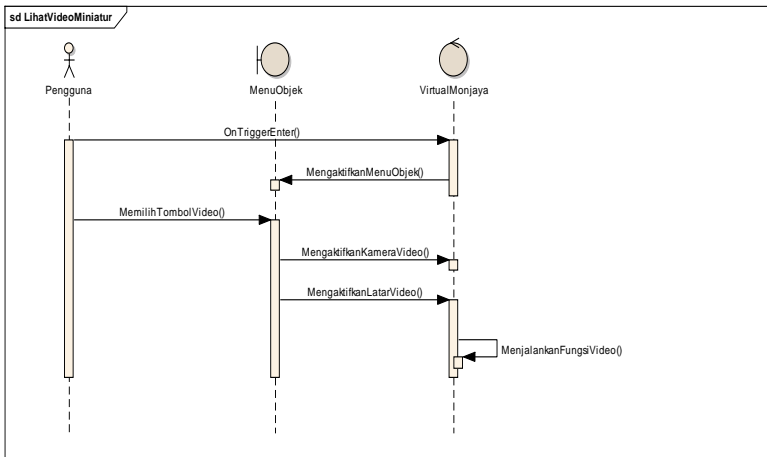 sd LihatVideoMiniatur
Pengguna
MenuObjek
VirtualMonjaya
OnTriggerEnter()
MengaktifkanMenuObjek()
MemilihTombolVideo()
MengaktifkanKameraVideo()
MengaktifkanLatarVideo()
MenjalankanFungsiVideo()